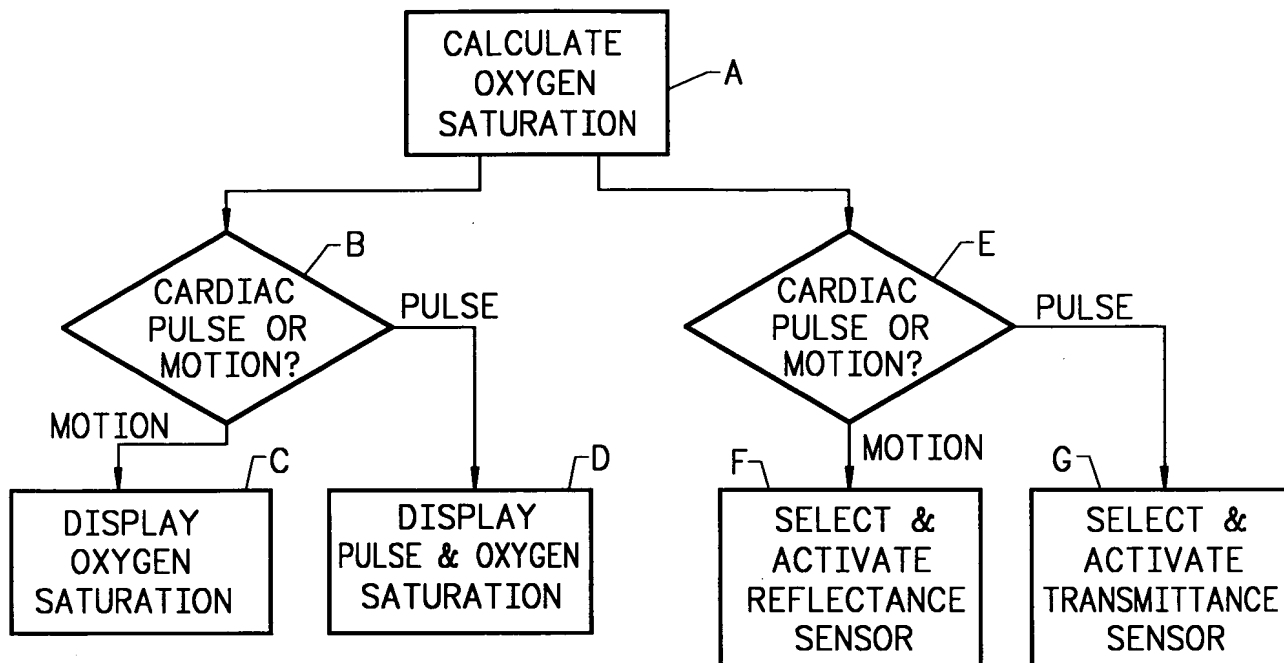 CALCULATE
OXYGEN
SATURATION
A
B
CARDIAC
PULSE OR
MOTION?
PULSE
MOTION
E
CARDIAC
PULSE OR
MOTION?
PULSE
MOTION
C
DISPLAY
OXYGEN
SATURATION
D
DISPLAY
PULSE & OXYGEN
SATURATION
F
SELECT &
ACTIVATE
REFLECTANCE
SENSOR
G
SELECT &
ACTIVATE
TRANSMITTANCE
SENSOR